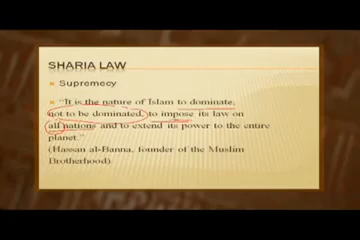 SHARIA LAW
Supremecy
"It is the nature of Islam to dominate,
not to be dominated, to impose its law on
all nations and to extend its power to the entire
planet."
(Hassan al-Banna, founder of the Muslim
Brotherhood).